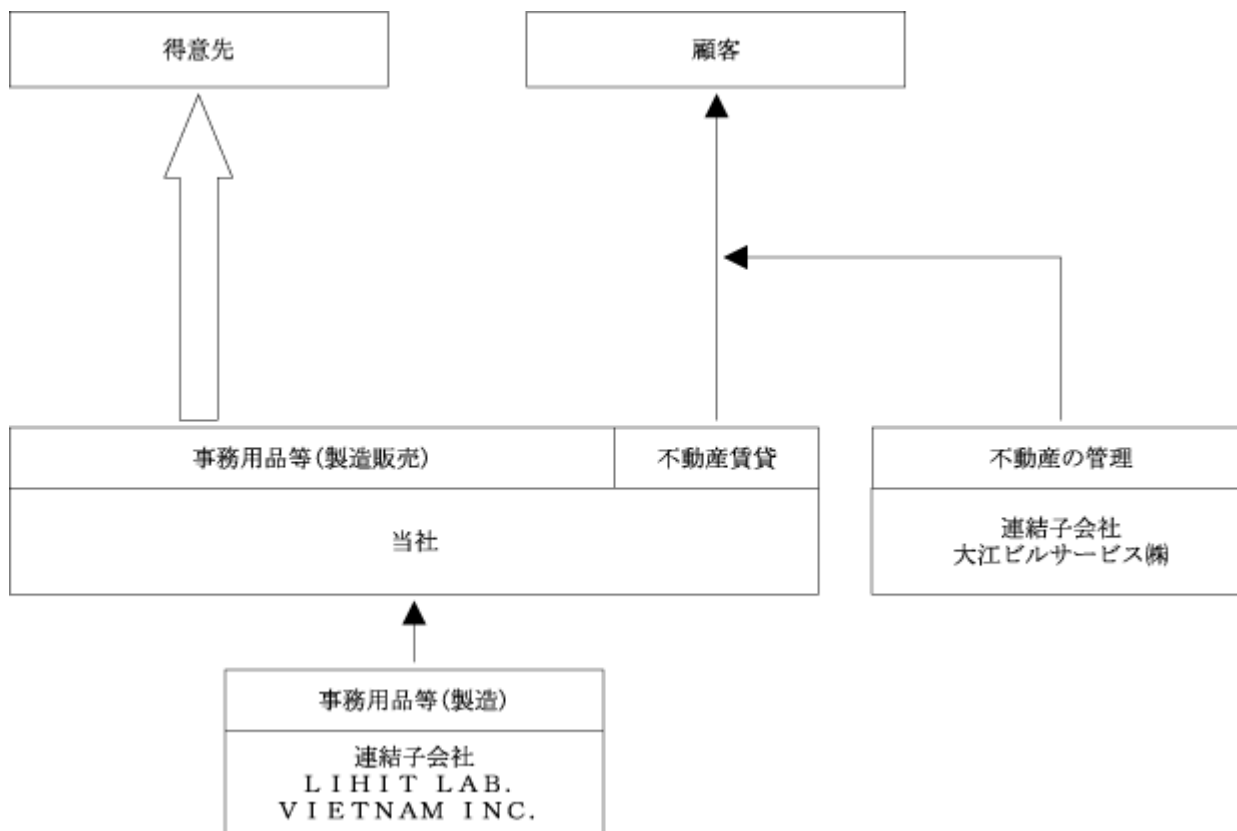 得意先
顧客
事務用品等(製造販売)
不動産賃貸
不動産の管理
当社
連結子会社
大江ビルサービス㈱
事務用品等(製造)
連結子会社
ＬＩＨＩＴ ＬＡＢ．
ＶＩＥＴＮＡＭ ＩＮＣ．